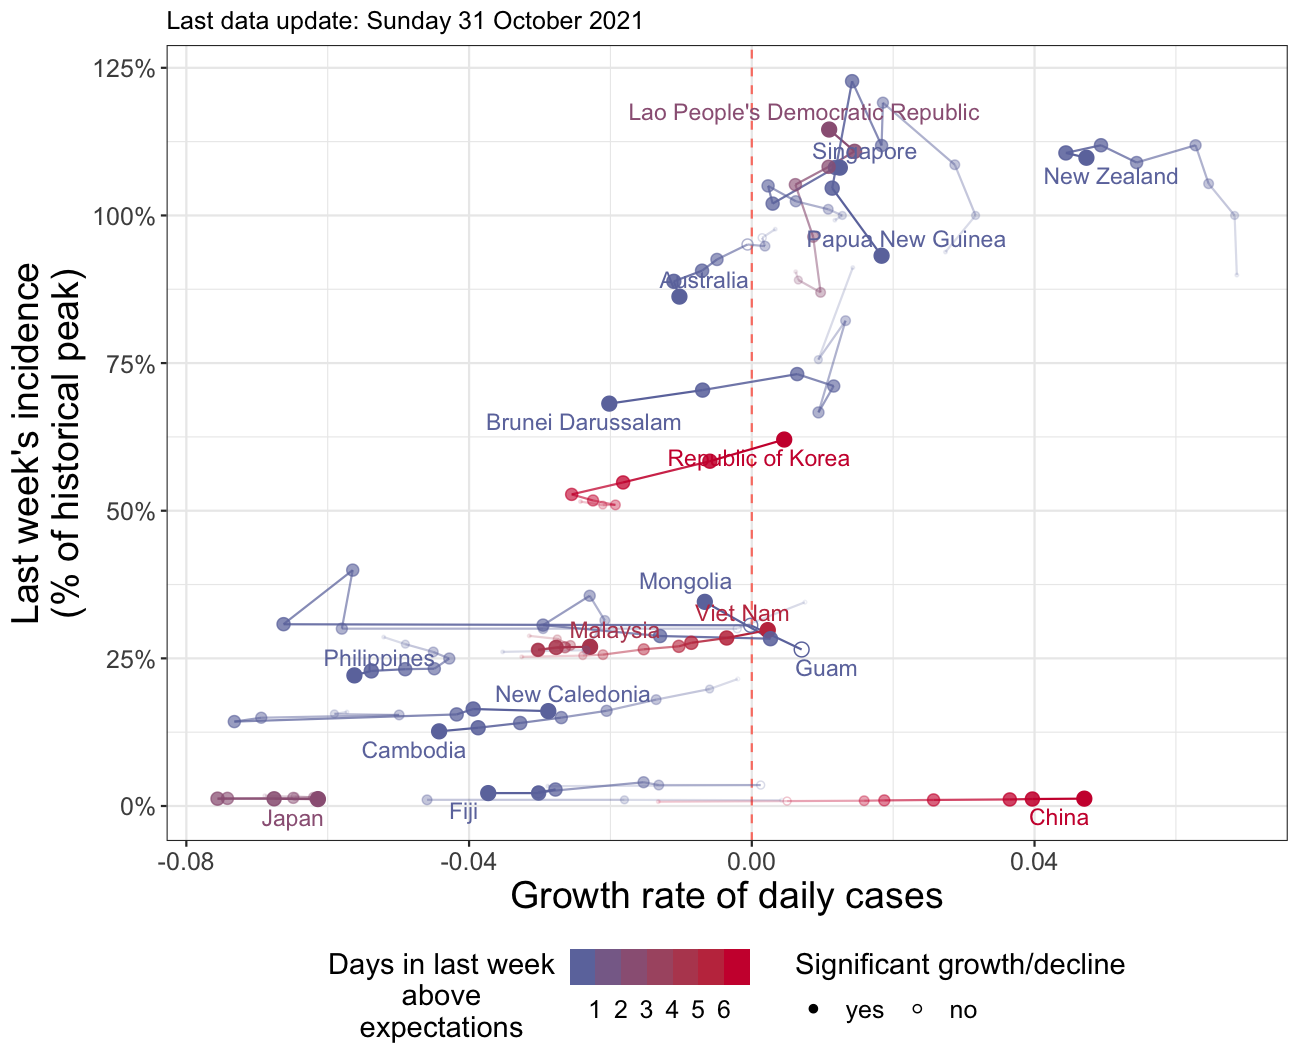 Last data update: Sunday 31 October 2021
125%
100%
75%
50%
25%
0%
Last week's incidence
(% of historical peak)
Lao People's Democratic Republic
Singapore
New Zealand
Papua New Guinea
Australia
Brunei Darussalam
Republic of Korea
Mongolia
Viet Nam
Malaysia
Philippines
Guam
New Caledonia
Cambodia
Fiji
Japan
China
-0.08
-0.04
0.00
0.04
Growth rate of daily cases
Days in last week
above
expectations
1 2 3 4 5 6
Significant growth/decline
yes no